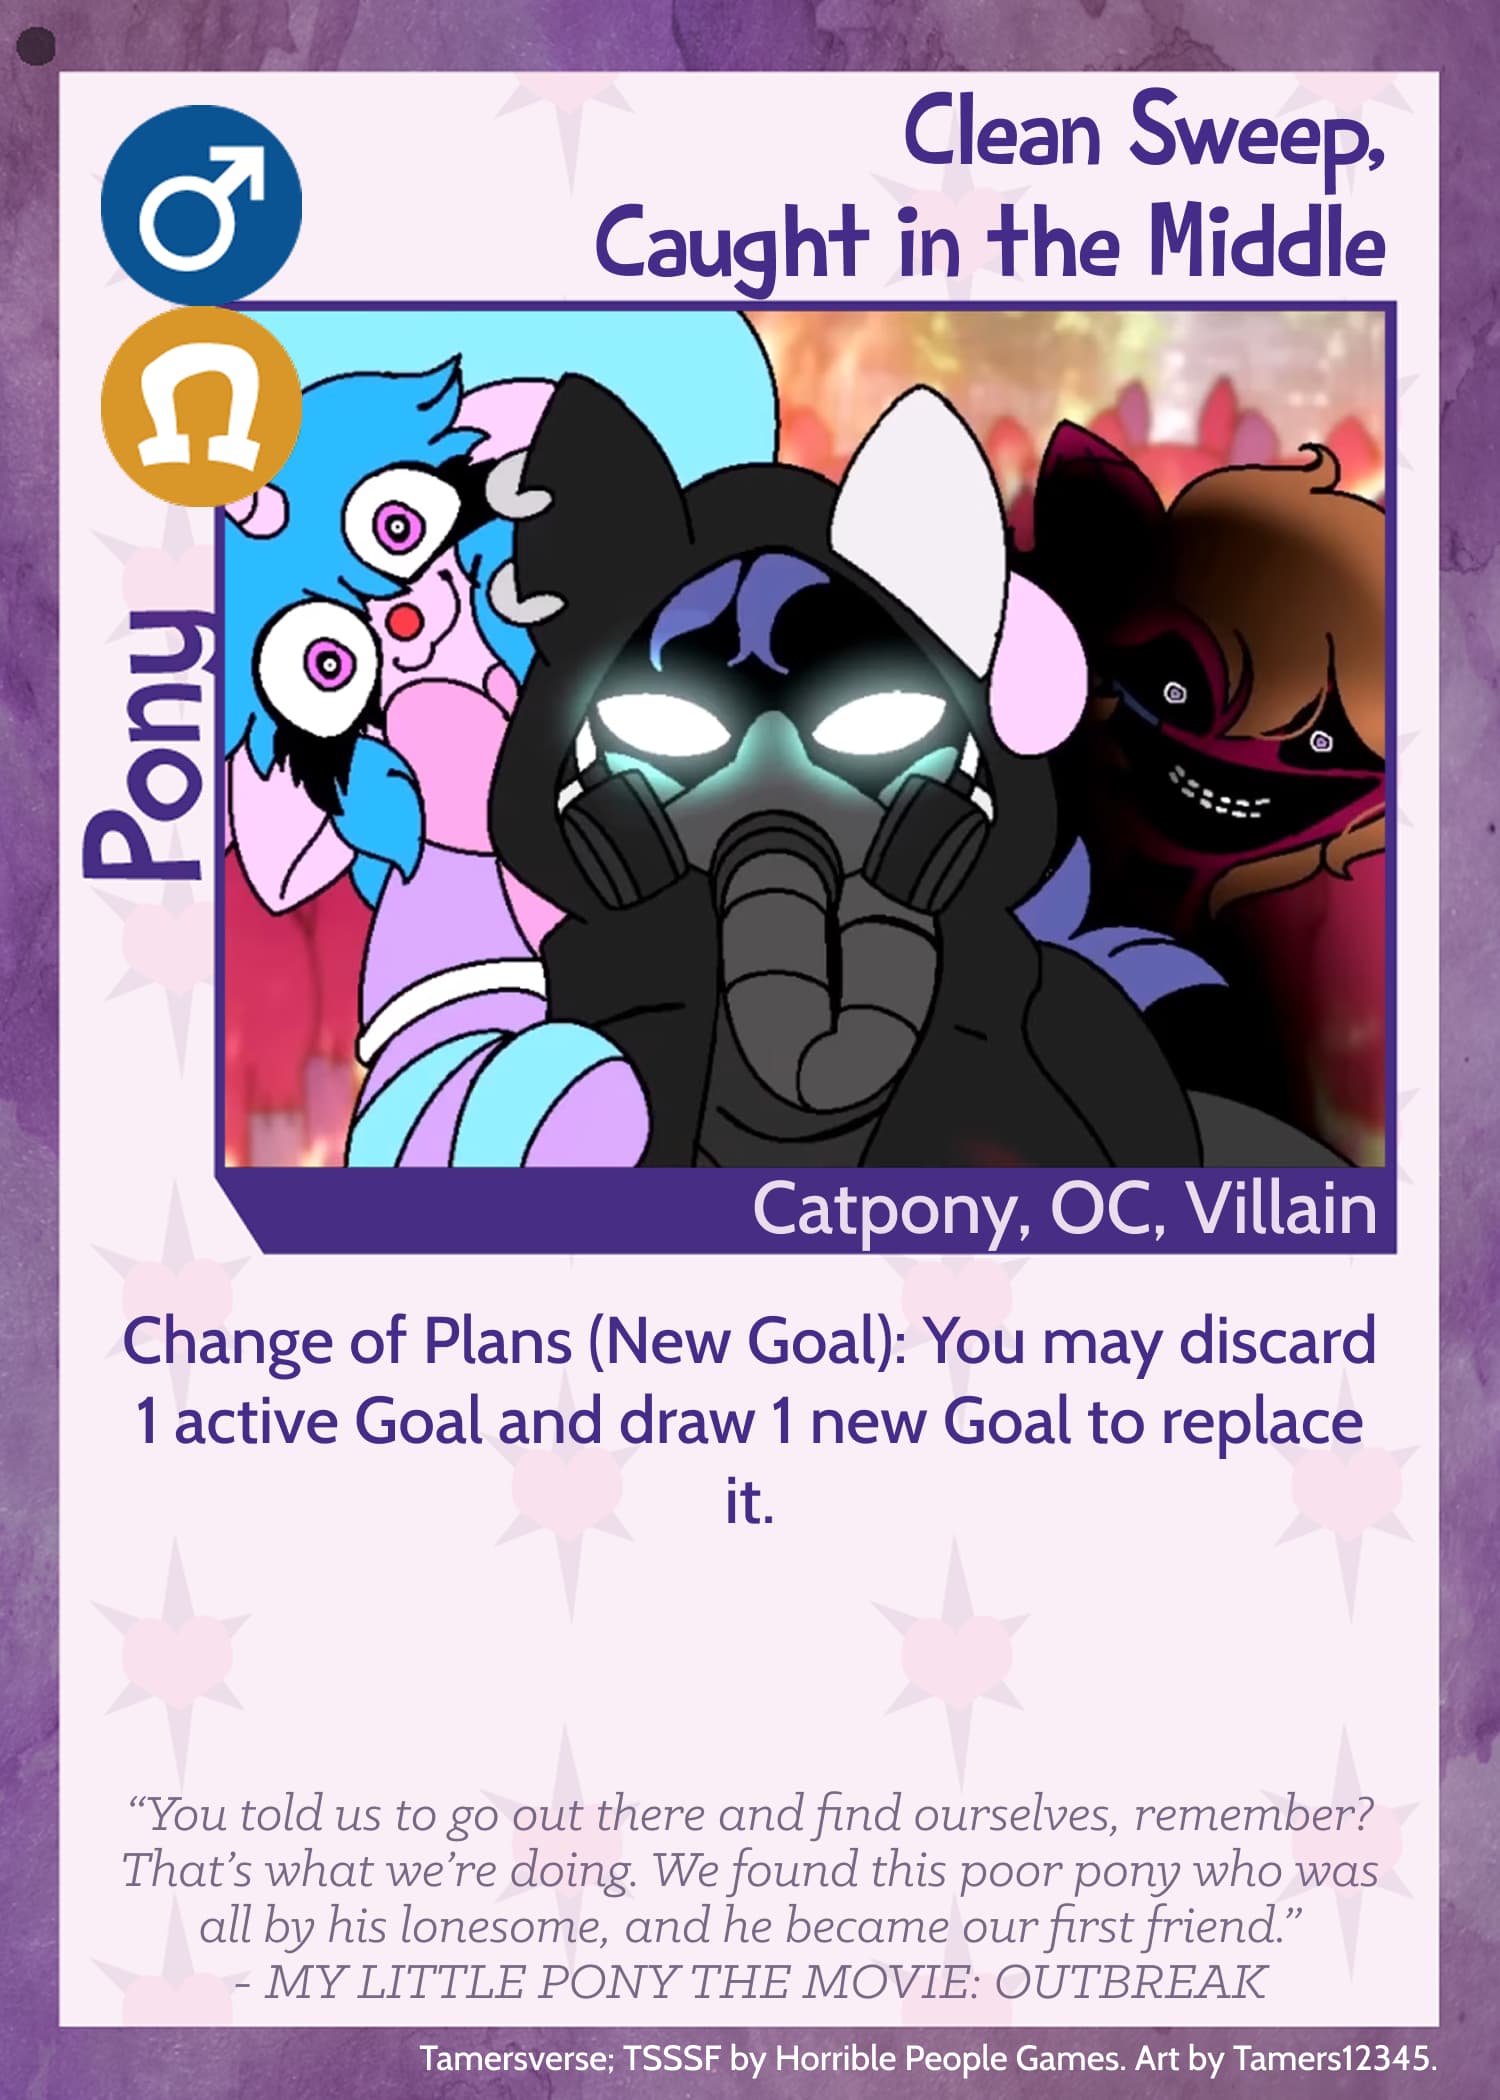 Clean Sweep,
Caught in the Middle
Pony
Catpony, OC, Villain
Change of Plans (New Goal): You may discard
1 active Goal and draw 1 new Goal to replace
it.
“You told us to go out there and find ourselves, remember?
That’s what we’re doing. We found this poor pony who was
all by his lonesome, and he became our first friend.”
- MY LITTLE PONY THE MOVIE: OUTBREAK
Tamersverse; TSSSF by Horrible People Games. Art by Tamers12345.